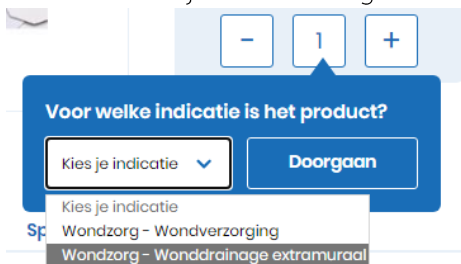 - 1 +
Voor welke indicatie is het product?
Kies je indicatie Doorgaan
Kies je indicatie
Sp
Wondzorg - Wondverzorging
Wondzorg - Wonddrainage extramuraal